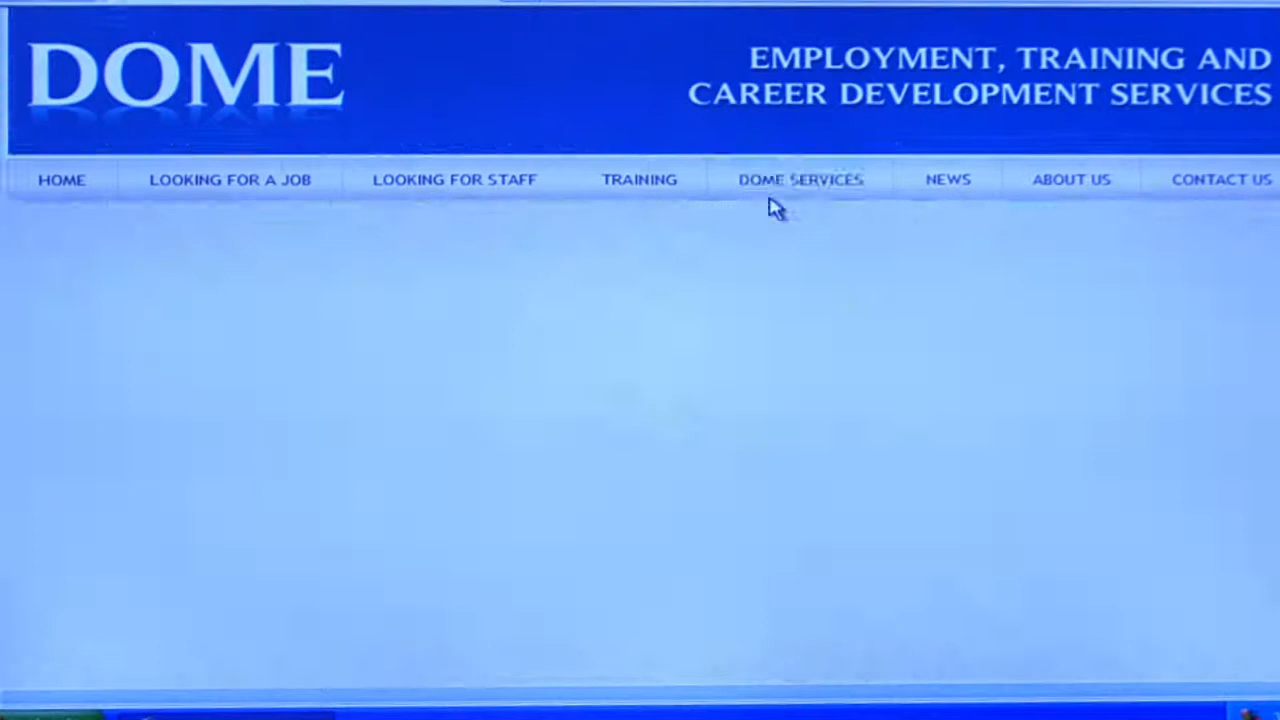 DOME
EMPLOYMENT, TRAINING AND
CAREER DEVELOPMENT SERVICES
HOME
LOOKING FOR A JOB
LOOKING FOR STAFF
TRAINING
DOME SERVICES
NEWS
ABOUT US
CONTACT US